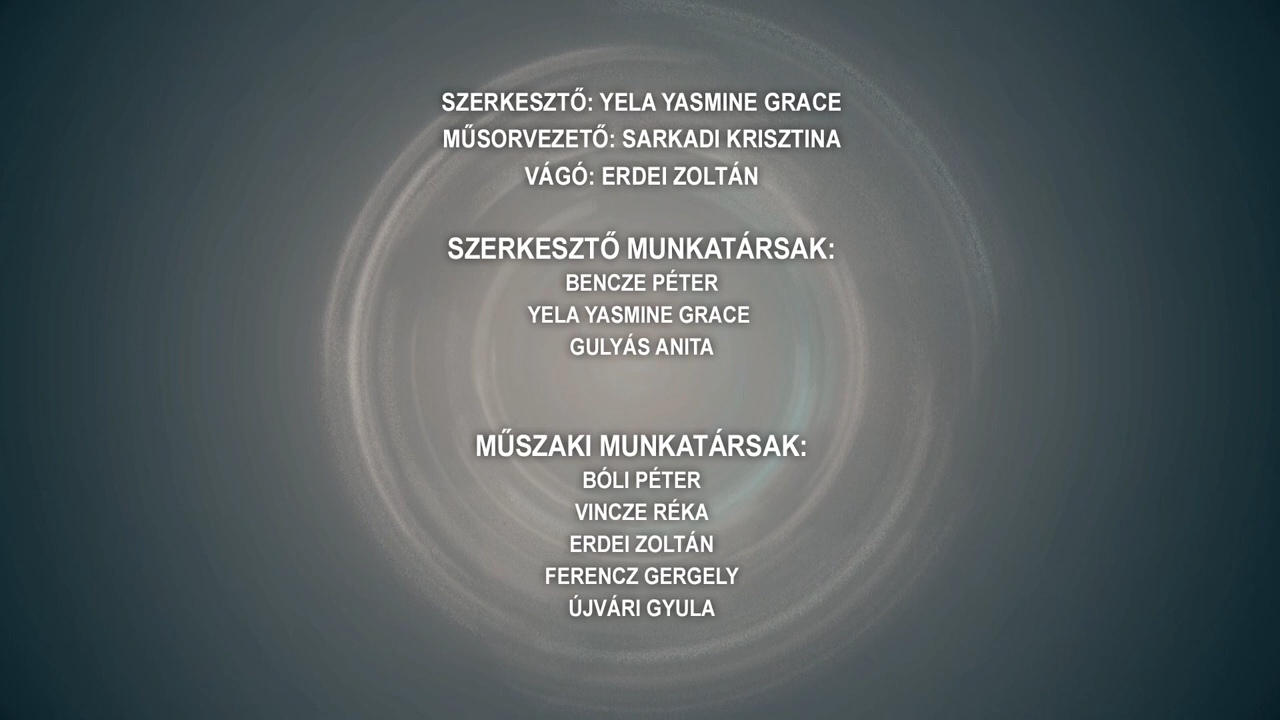 SZERKESZTŐ: YELA YASMINE GRACE
MŰSORVEZETŐ: SARKADI KRISZTINA
VÁGÓ: ERDEI ZOLTÁN
SZERKESZTŐ MUNKATÁRSAK:
BENCZE PÉTER
YELA YASMINE GRACE
GULYÁS ANITA
MŰSZAKI MUNKATÁRSAK:
BÓLI PÉTER
VINCZE RÉKA
ERDEI ZOLTÁN
FERENCZ GERGELY
ÚJVÁRI GYULA